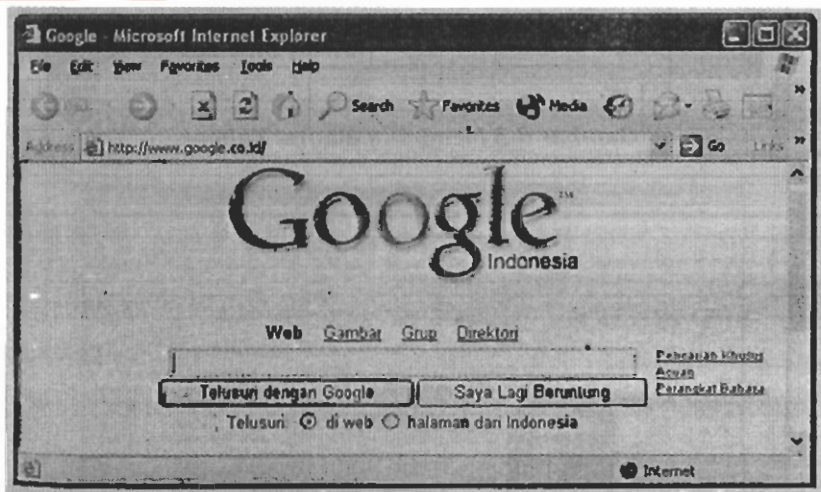 Google - Microsoft Internet Explorer
File Edit View Favorites Tools Help
Search Favorites Media
Address http://www.google.co.id/ Go Links
Google™
Indonesia
Web Gambar Grup Direktori
Pencarian Khusus
Acuan
Perangkat Bahasa
Telusuri dengan Google Saya Lagi Beruntung
Telusuri: di web halaman dari Indonesia
Internet